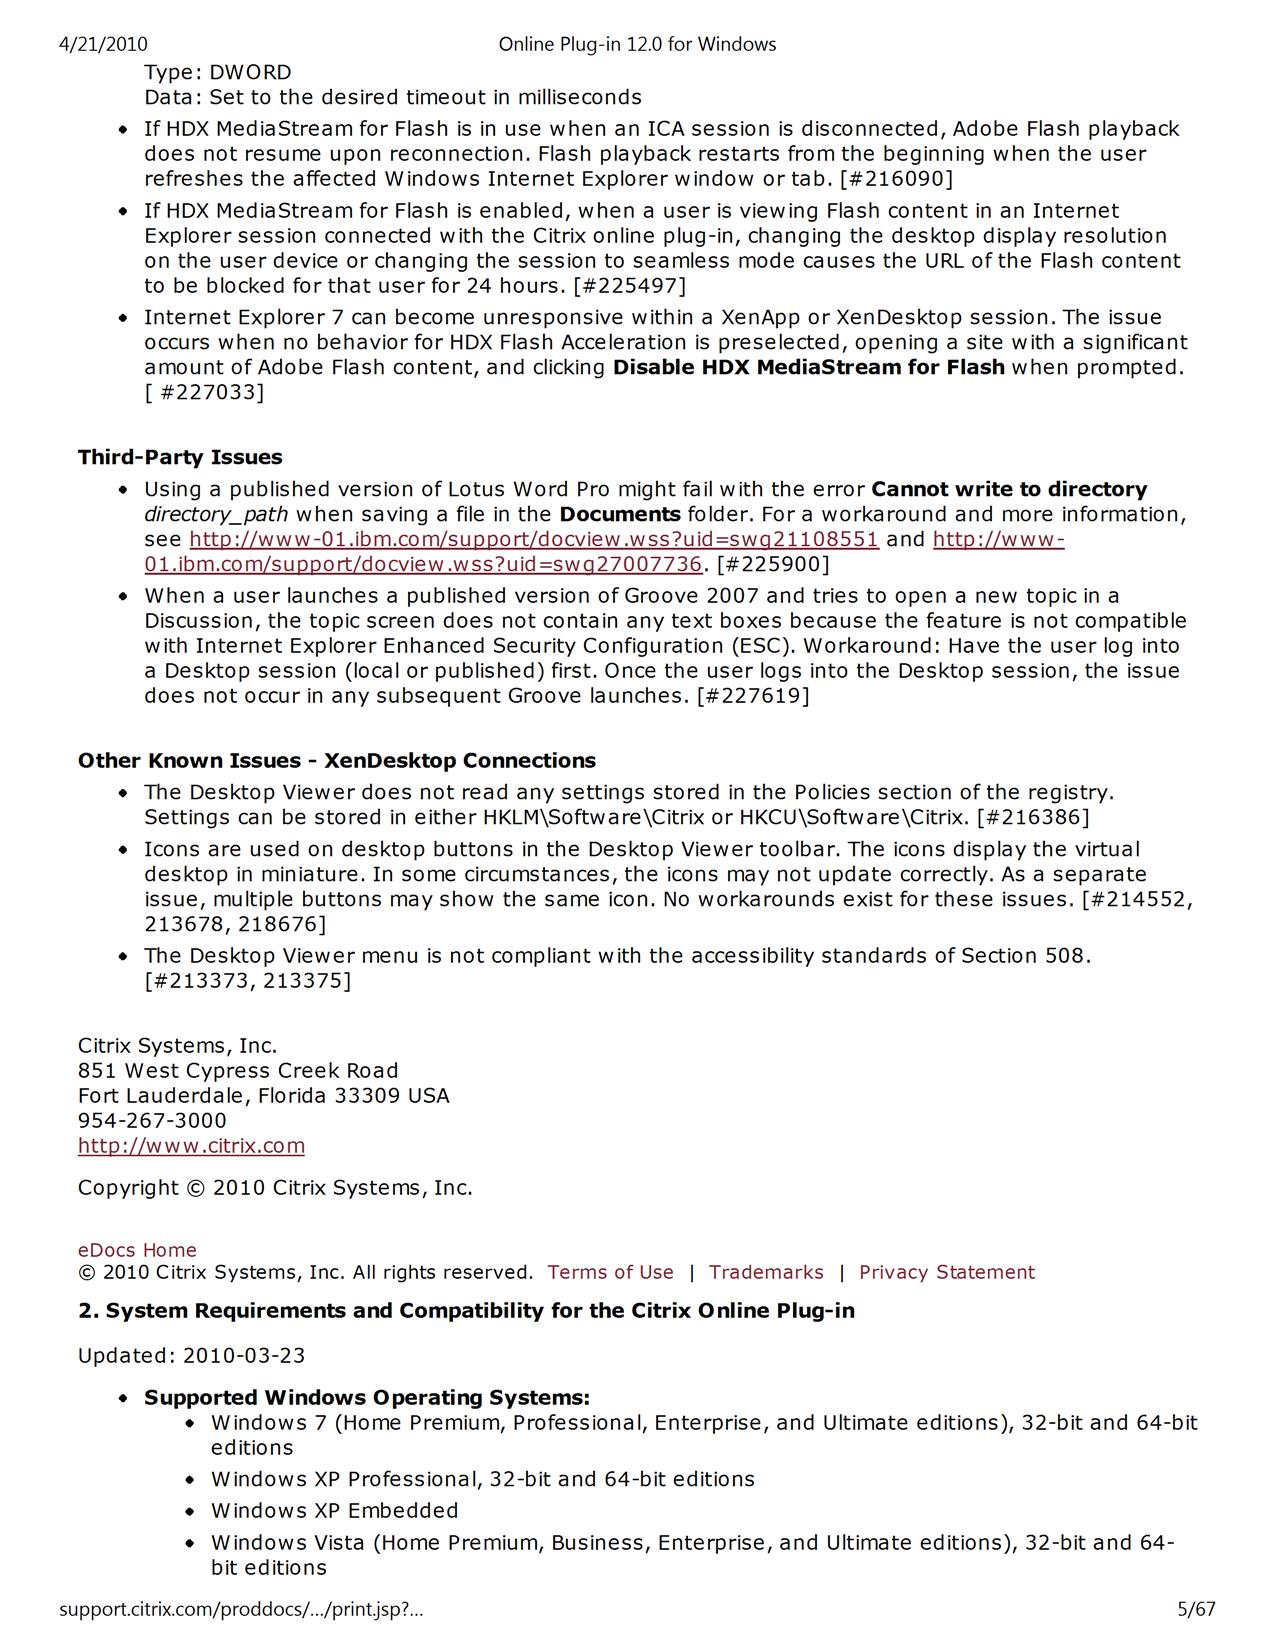 4/21/2010 Online Plug-in 12.0 for Windows
Type: DWORD
Data: Set to the desired timeout in milliseconds
• If HDX MediaStream for Flash is in use when an ICA session is disconnected, Adobe Flash playback
does not resume upon reconnection. Flash playback restarts from the beginning when the user
refreshes the affected Windows Internet Explorer window or tab. [#216090]
• If HDX MediaStream for Flash is enabled, when a user is viewing Flash content in an Internet
Explorer session connected with the Citrix online plug-in, changing the desktop display resolution
on the user device or changing the session to seamless mode causes the URL of the Flash content
to be blocked for that user for 24 hours. [#225497]
• Internet Explorer 7 can become unresponsive within a XenApp or XenDesktop session. The issue
occurs when no behavior for HDX Flash Acceleration is preselected, opening a site with a significant
amount of Adobe Flash content, and clicking Disable HDX MediaStream for Flash when prompted.
[ #227033]
Third-Party Issues
• Using a published version of Lotus Word Pro might fail with the error Cannot write to directory
directory_path when saving a file in the Documents folder. For a workaround and more information,
see http://www-01.ibm.com/support/docview.wss?uid=swg21108551 and http://www-
01.ibm.com/support/docview.wss?uid=swg27007736. [#225900]
• When a user launches a published version of Groove 2007 and tries to open a new topic in a
Discussion, the topic screen does not contain any text boxes because the feature is not compatible
with Internet Explorer Enhanced Security Configuration (ESC). Workaround: Have the user log into
a Desktop session (local or published) first. Once the user logs into the Desktop session, the issue
does not occur in any subsequent Groove launches. [#227619]
Other Known Issues - XenDesktop Connections
• The Desktop Viewer does not read any settings stored in the Policies section of the registry.
Settings can be stored in either HKLM\Software\Citrix or HKCU\Software\Citrix. [#216386]
• Icons are used on desktop buttons in the Desktop Viewer toolbar. The icons display the virtual
desktop in miniature. In some circumstances, the icons may not update correctly. As a separate
issue, multiple buttons may show the same icon. No workarounds exist for these issues. [#214552,
213678, 218676]
• The Desktop Viewer menu is not compliant with the accessibility standards of Section 508.
[#213373, 213375]
Citrix Systems, Inc.
851 West Cypress Creek Road
Fort Lauderdale, Florida 33309 USA
954-267-3000
http://www.citrix.com
Copyright © 2010 Citrix Systems, Inc.
eDocs Home
© 2010 Citrix Systems, Inc. All rights reserved. Terms of Use | Trademarks | Privacy Statement
2. System Requirements and Compatibility for the Citrix Online Plug-in
Updated: 2010-03-23
• Supported Windows Operating Systems:
• Windows 7 (Home Premium, Professional, Enterprise, and Ultimate editions), 32-bit and 64-bit
editions
• Windows XP Professional, 32-bit and 64-bit editions
• Windows XP Embedded
• Windows Vista (Home Premium, Business, Enterprise, and Ultimate editions), 32-bit and 64-
bit editions
support.citrix.com/proddocs/.../print.jsp?... 5/67